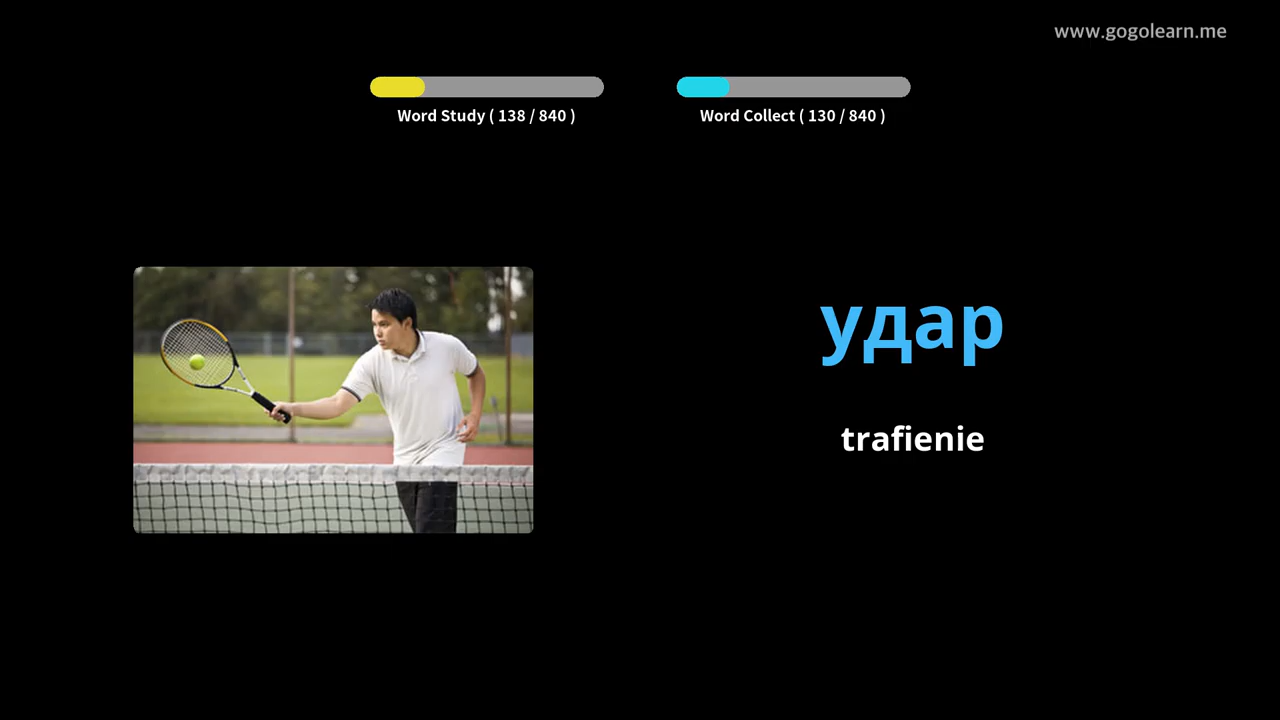 www.gogolearn.me
Word Study ( 138 / 840 )
Word Collect ( 130 / 840 )
удар
trafienie